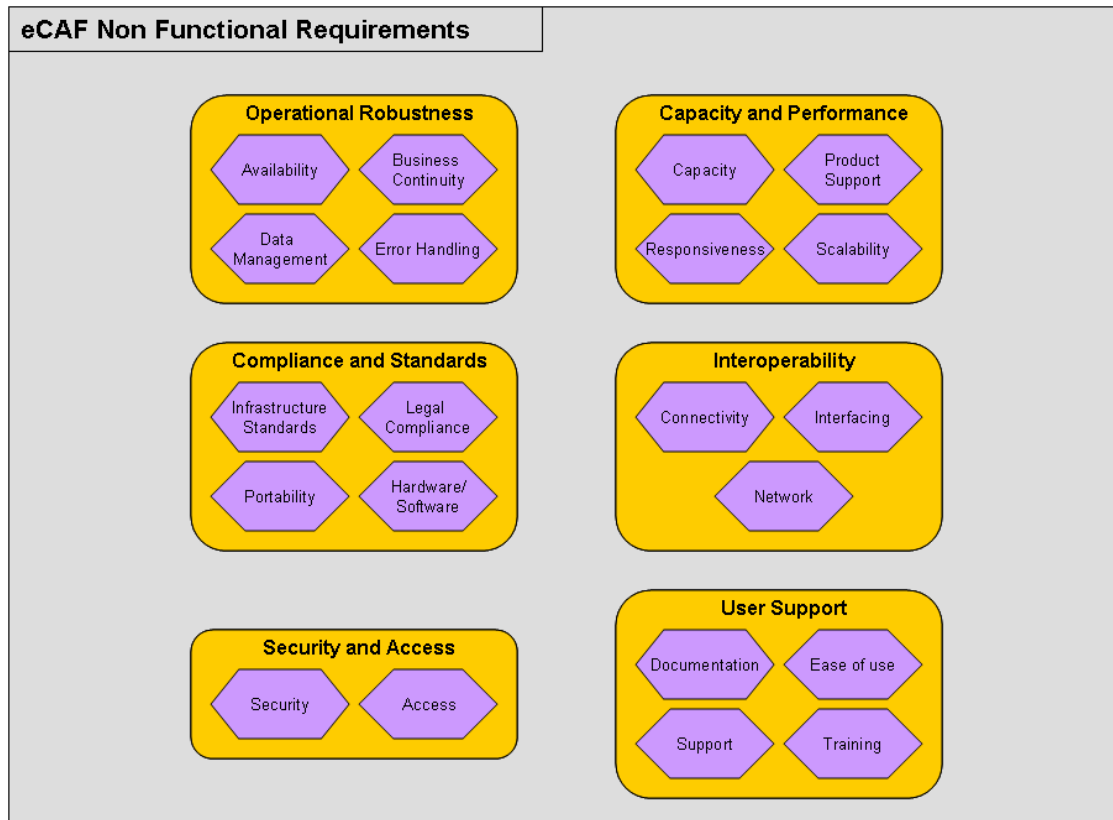 eCAF Non Functional Requirements
Operational Robustness
Availability
Business
Continuity
Data
Management
Error Handling
Capacity and Performance
Capacity
Product
Support
Responsiveness
Scalability
Compliance and Standards
Infrastructure
Standards
Legal
Compliance
Portability
Hardware/
Software
Interoperability
Connectivity
Interfacing
Network
Security and Access
Security
Access
User Support
Documentation
Ease of use
Support
Training